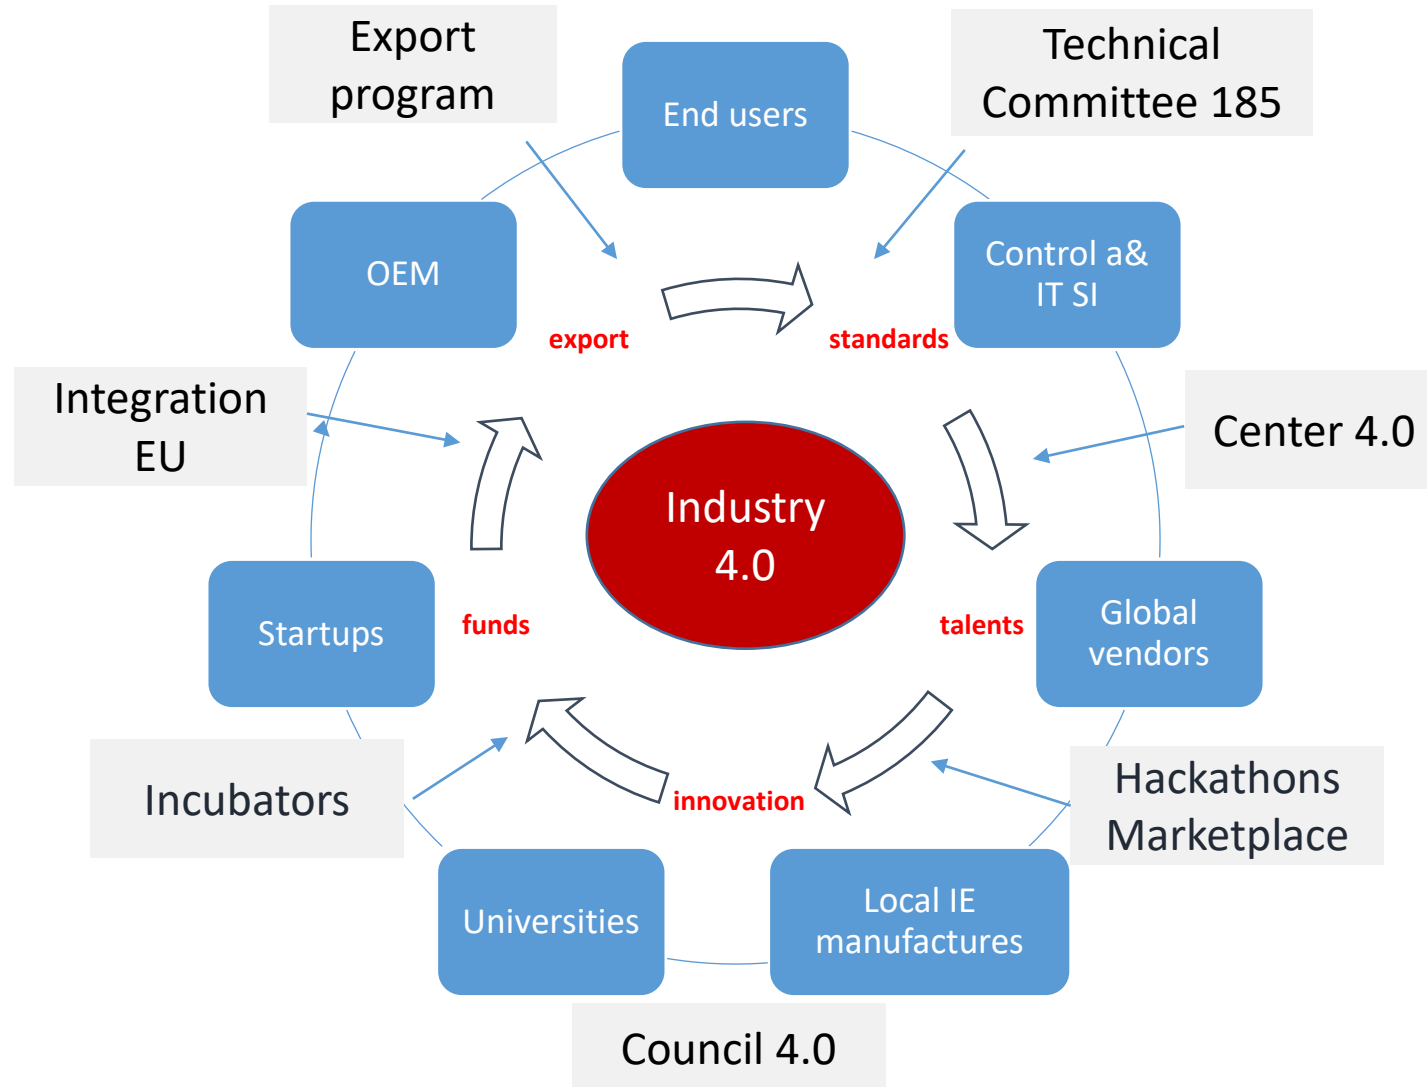 Export
program
Technical
Committee 185
End users
OEM
Control a&
IT SI
export
standards
Integration
EU
Center 4.0
Industry
4.0
Startups
funds
talents
Global
vendors
Incubators
innovation
Hackathons
Marketplace
Universities
Local IE
manufactures
Council 4.0